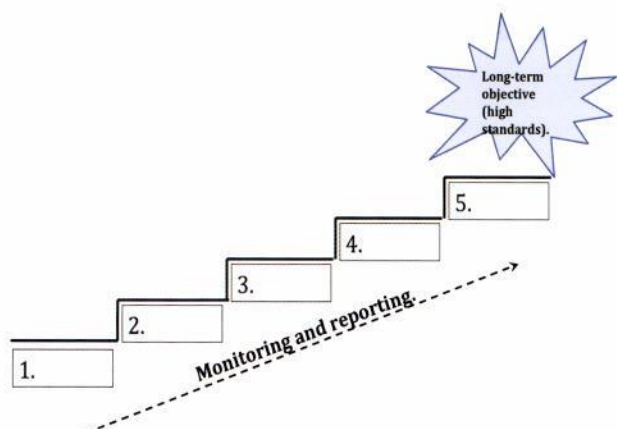 Long-term
objective
(high
standards).
5.
4.
3.
2.
1.
Monitoring and reporting.